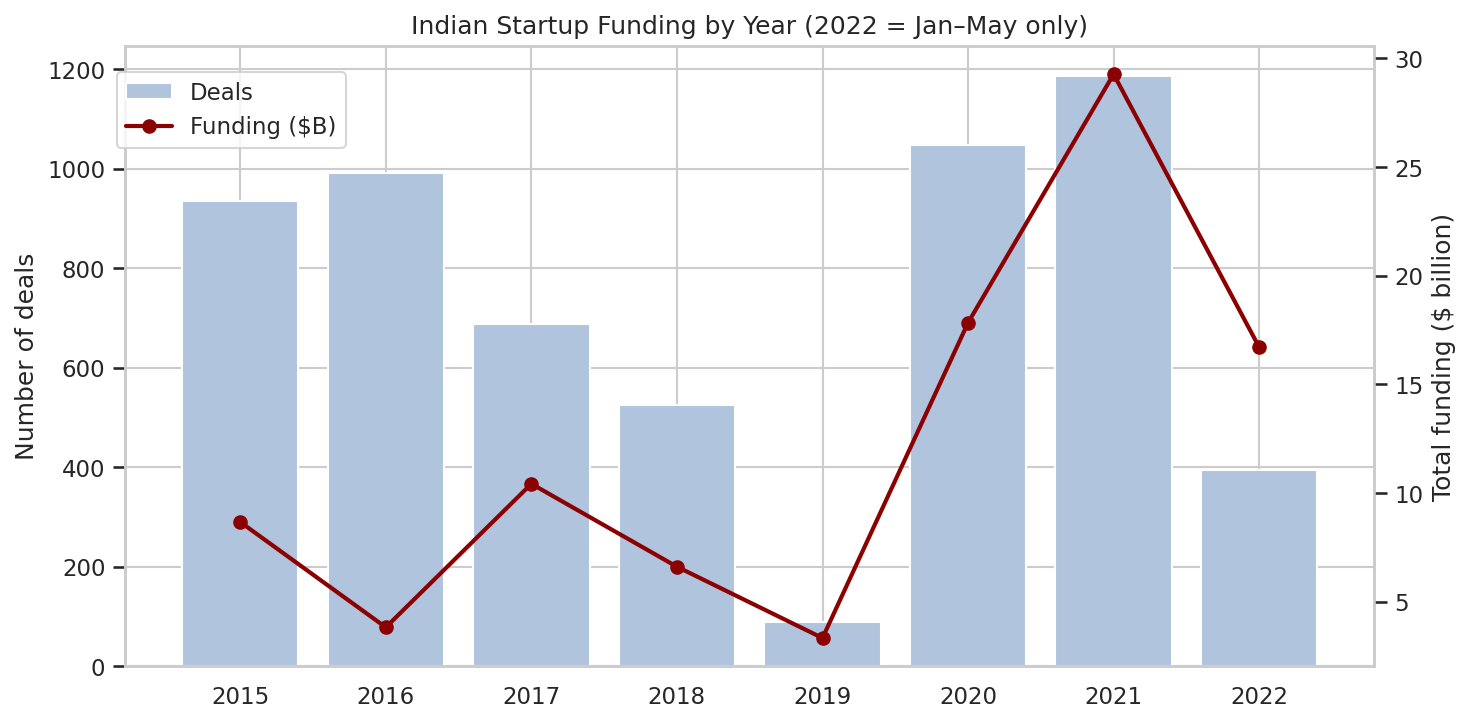 Indian Startup Funding by Year (2022 = Jan–May only)
Deals
Funding ($B)
Number of deals
1200
1000
800
600
400
200
0
2015 2016 2017 2018 2019 2020 2021 2022
30
25
20
15
10
5
Total funding ($ billion)